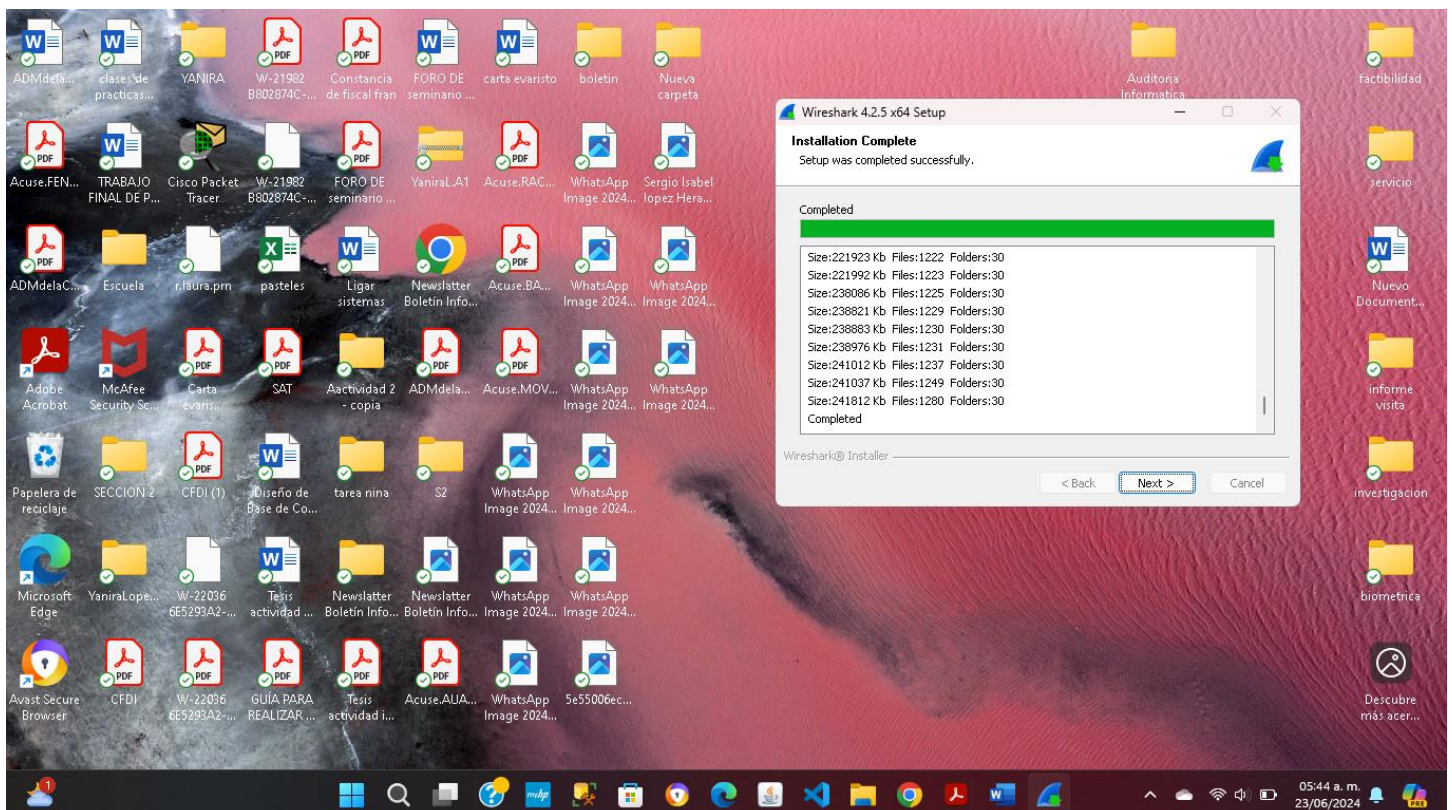 ADMdela...
clases de
practicas...
YANIRA
W-21982
B802874C-...
Constancia
de fiscal fran
FORO DE
seminario ...
carta evaristo
boletin
Nueva
carpeta
Auditoria
Informatica
factibilidad
Acuse.FEN...
TRABAJO
FINAL DE P...
Cisco Packet
Tracer
W-21982
B802874C-...
FORO DE
seminario ...
YaniraL.A1
Acuse.RAC...
WhatsApp
Image 2024...
Sergio Isabel
lopez Hera...
servicio
ADMdelaC...
Escuela
r.laura.prn
pasteles
Ligar
sistemas
Newslatter
Boletín Info...
Acuse.BA...
WhatsApp
Image 2024...
WhatsApp
Image 2024...
Nuevo
Document...
Adobe
Acrobat
McAfee
Security Sc...
Carta
evaris...
SAT
Aactividad 2
- copia
ADMdela...
Acuse.MOV...
WhatsApp
Image 2024...
WhatsApp
Image 2024...
informe
visita
Papelera de
reciclaje
SECCION 2
CFDI (1)
Diseño de
Base de Co...
tarea nina
S2
WhatsApp
Image 2024...
WhatsApp
Image 2024...
investigacion
Microsoft
Edge
YaniraLope...
W-22036
6E5293A2-...
Tesis
actividad ...
Newslatter
Boletín Info...
Newslatter
Boletín Info...
WhatsApp
Image 2024...
WhatsApp
Image 2024...
biometrica
Avast Secure
Browser
CFDI
W-22036
6E5293A2-...
GUÍA PARA
REALIZAR ...
Tesis
actividad i...
Acuse.AUA...
WhatsApp
Image 2024...
5e55006ec...
Descubre
más acer...
Wireshark 4.2.5 x64 Setup
Installation Complete
Setup was completed successfully.
Completed
Size:221923 Kb Files:1222 Folders:30
Size:221992 Kb Files:1223 Folders:30
Size:238086 Kb Files:1225 Folders:30
Size:238821 Kb Files:1229 Folders:30
Size:238883 Kb Files:1230 Folders:30
Size:238976 Kb Files:1231 Folders:30
Size:241012 Kb Files:1237 Folders:30
Size:241037 Kb Files:1249 Folders:30
Size:241812 Kb Files:1280 Folders:30
Completed
Wireshark® Installer
< Back
Next >
Cancel
1
myhp
05:44 a. m.
23/06/2024
PRE